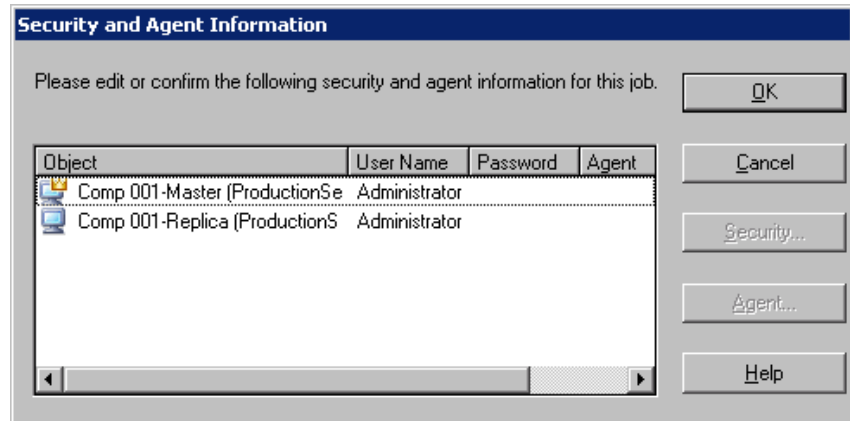 Security and Agent Information
Please edit or confirm the following security and agent information for this job.
OK
Object User Name Password Agent
Cancel
Comp 001-Master (ProductionSe Administrator
Comp 001-Replica (ProductionS Administrator
Security...
Agent...
Help